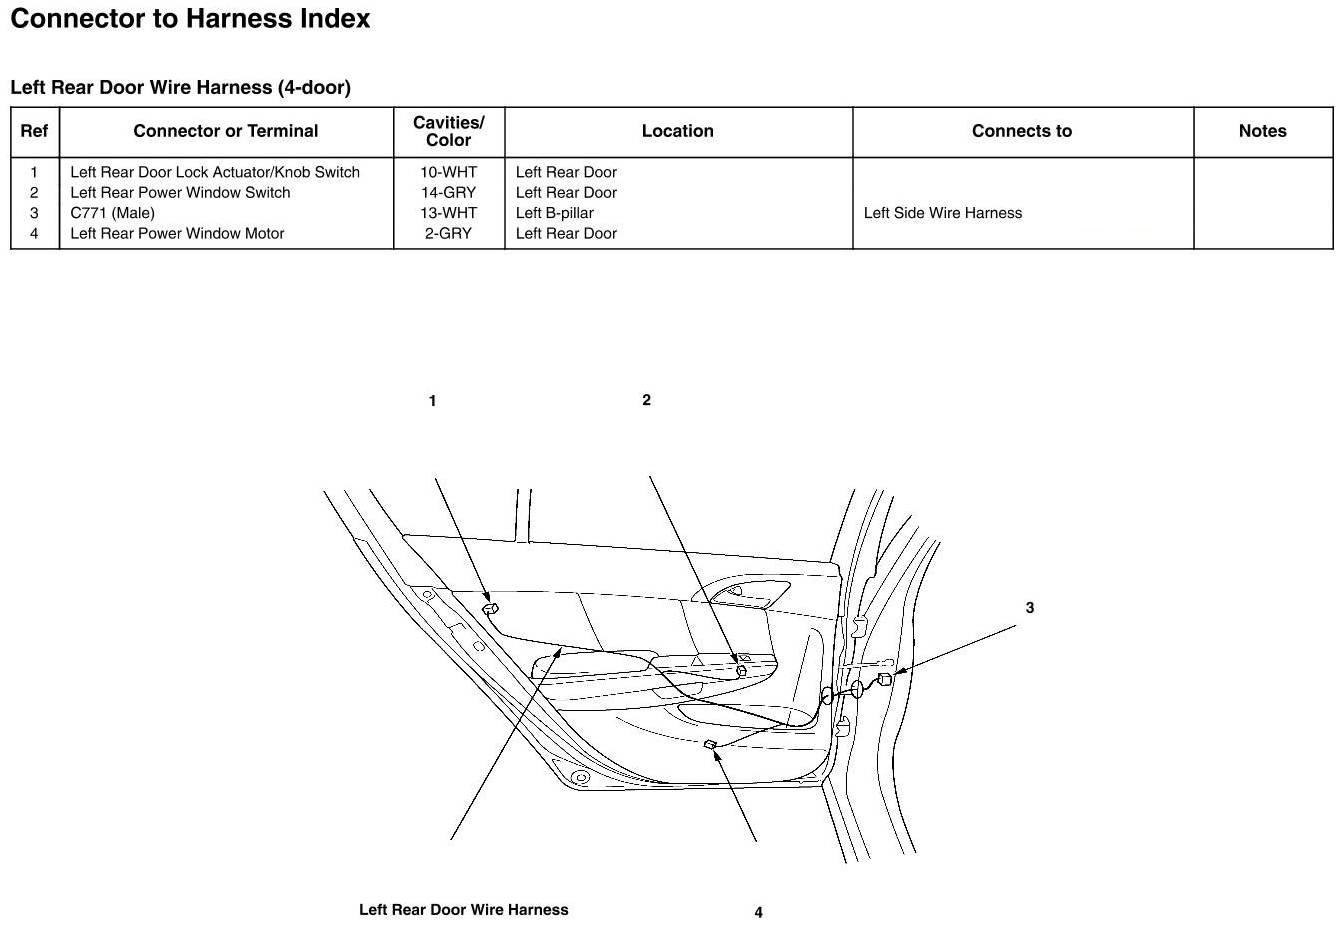 Connector to Harness Index
Left Rear Door Wire Harness (4-door)
Ref Connector or Terminal Cavities/ Color Location Connects to Notes
1 Left Rear Door Lock Actuator/Knob Switch 10-WHT Left Rear Door
2 Left Rear Power Window Switch 14-GRY Left Rear Door
3 C771 (Male) 13-WHT Left B-pillar Left Side Wire Harness
4 Left Rear Power Window Motor 2-GRY Left Rear Door
1 2
3
Left Rear Door Wire Harness 4